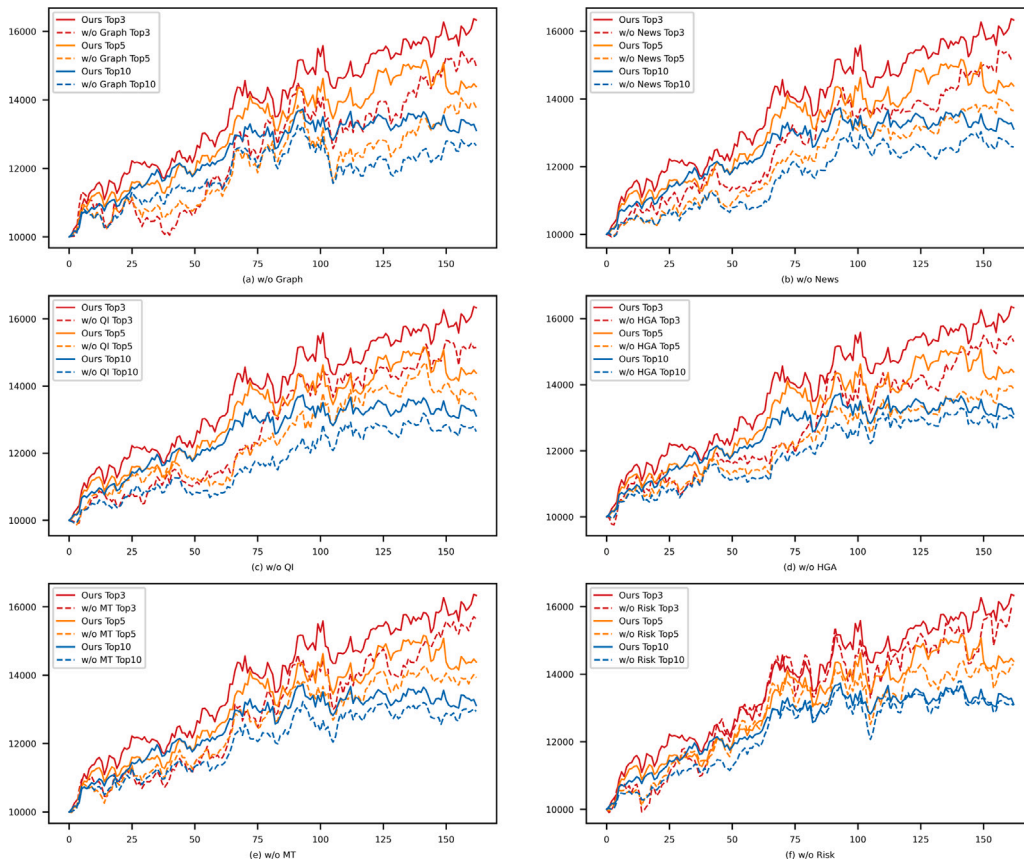 Ours Top3
w/o Graph Top3
Ours Top5
w/o Graph Top5
Ours Top10
w/o Graph Top10
16000
14000
12000
10000
0 25 50 75 100 125 150
(a) w/o Graph
Ours Top3
w/o News Top3
Ours Top5
w/o News Top5
Ours Top10
w/o News Top10
16000
14000
12000
10000
0 25 50 75 100 125 150
(b) w/o News
Ours Top3
w/o QI Top3
Ours Top5
w/o QI Top5
Ours Top10
w/o QI Top10
16000
14000
12000
10000
0 25 50 75 100 125 150
(c) w/o QI
Ours Top3
w/o HGA Top3
Ours Top5
w/o HGA Top5
Ours Top10
w/o HGA Top10
16000
14000
12000
10000
0 25 50 75 100 125 150
(d) w/o HGA
Ours Top3
w/o MT Top3
Ours Top5
w/o MT Top5
Ours Top10
w/o MT Top10
16000
14000
12000
10000
0 25 50 75 100 125 150
(e) w/o MT
Ours Top3
w/o Risk Top3
Ours Top5
w/o Risk Top5
Ours Top10
w/o Risk Top10
16000
14000
12000
10000
0 25 50 75 100 125 150
(f) w/o Risk